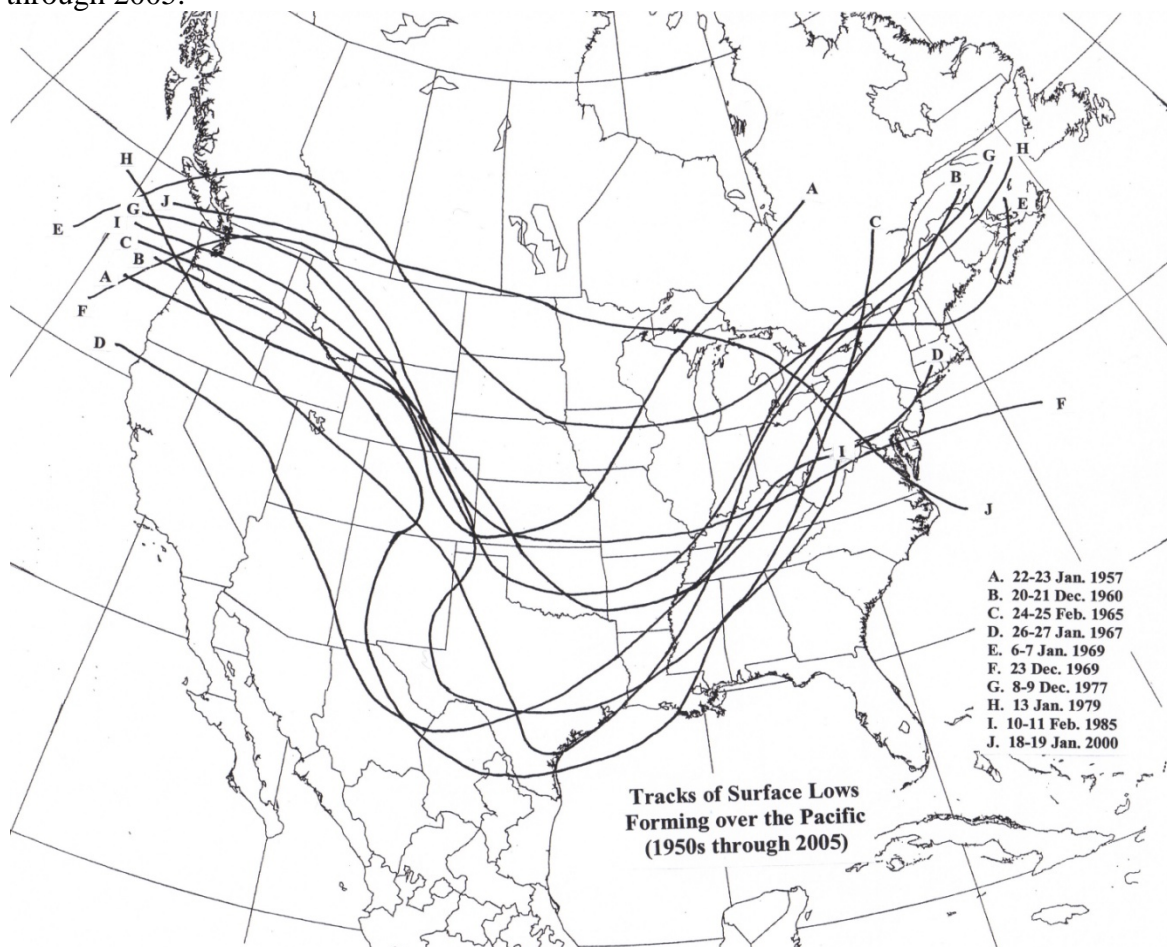 through 2005.
H
A
G
H
B
E
J
E
G
I
C
C
B
A
F
D
D
F
I
J
A. 22-23 Jan. 1957
B. 20-21 Dec. 1960
C. 24-25 Feb. 1965
D. 26-27 Jan. 1967
E. 6-7 Jan. 1969
F. 23 Dec. 1969
G. 8-9 Dec. 1977
H. 13 Jan. 1979
I. 10-11 Feb. 1985
J. 18-19 Jan. 2000
Tracks of Surface Lows
Forming over the Pacific
(1950s through 2005)